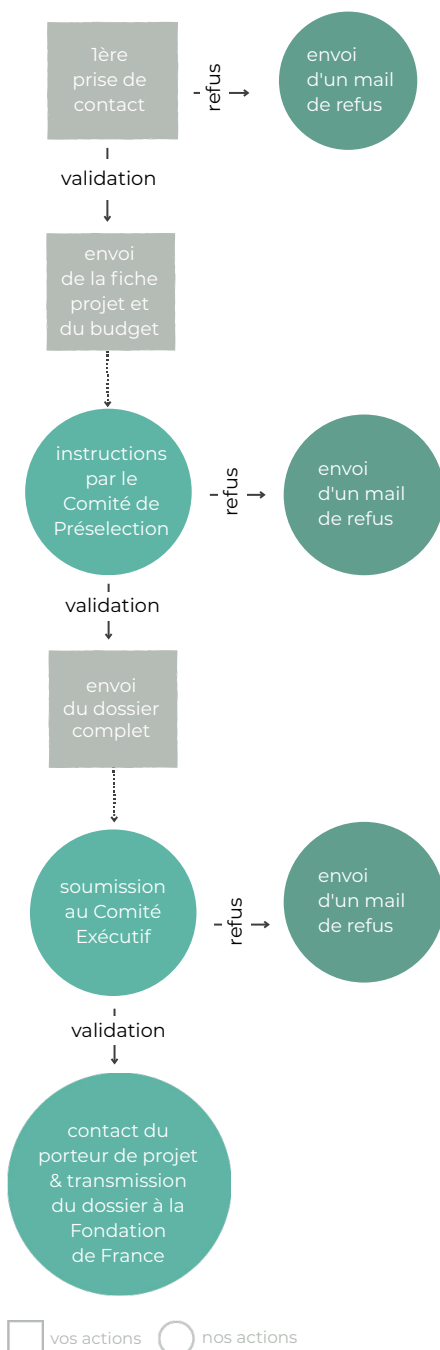 1ère
prise de
contact
refus
envoi
d'un mail
de refus
validation
envoi
de la fiche
projet et
du budget
instructions
par le
Comité de
Préselection
refus
envoi
d'un mail
de refus
validation
envoi
du dossier
complet
soumission
au Comité
Exécutif
refus
envoi
d'un mail
de refus
validation
contact du
porteur de projet
& transmission
du dossier à la
Fondation
de France
vos actions
nos actions